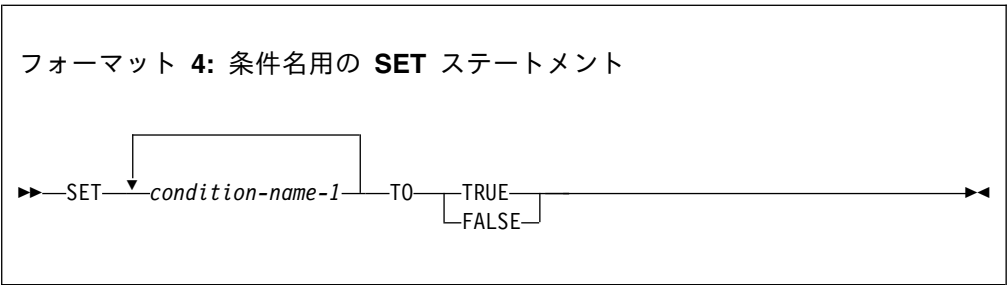 フォーマット 4: 条件名用の SET ステートメント
SET condition-name-1 TO TRUE
FALSE